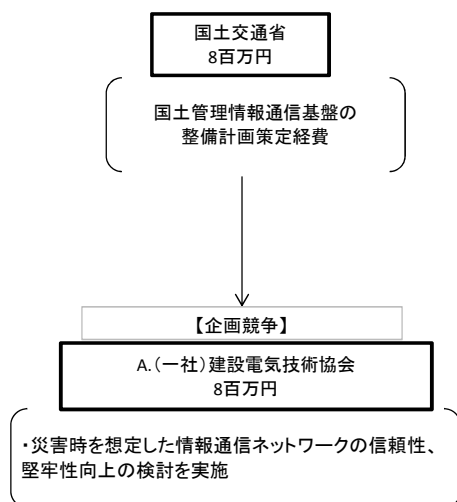 国土交通省
8百万円
国土管理情報通信基盤の
整備計画策定経費
【企画競争】
A.(一社)建設電気技術協会
8百万円
・災害時を想定した情報通信ネットワークの信頼性、
堅牢性向上の検討を実施